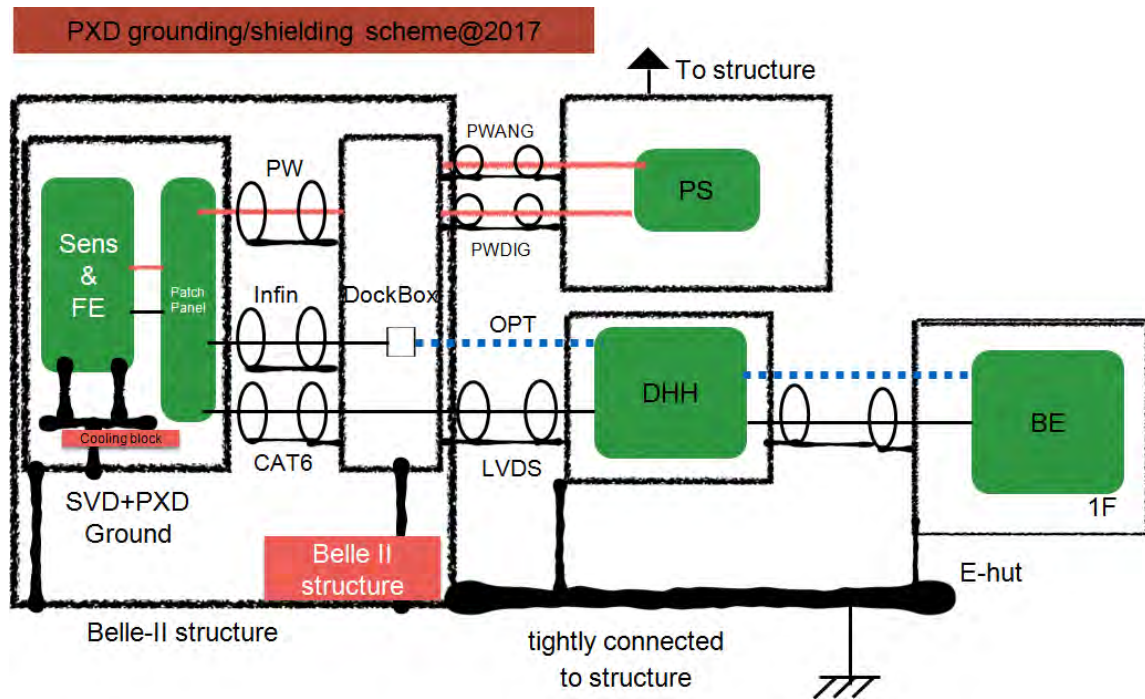 PXD grounding/shielding scheme@2017
To structure
PWANG
PW
PS
PWDIG
Sens
&
FE
Patch
Panel
Infin
DockBox
OPT
DHH
BE
Cooling block
CAT6
LVDS
SVD+PXD
Ground
1F
Belle II
structure
E-hut
Belle-II structure
tightly connected
to structure